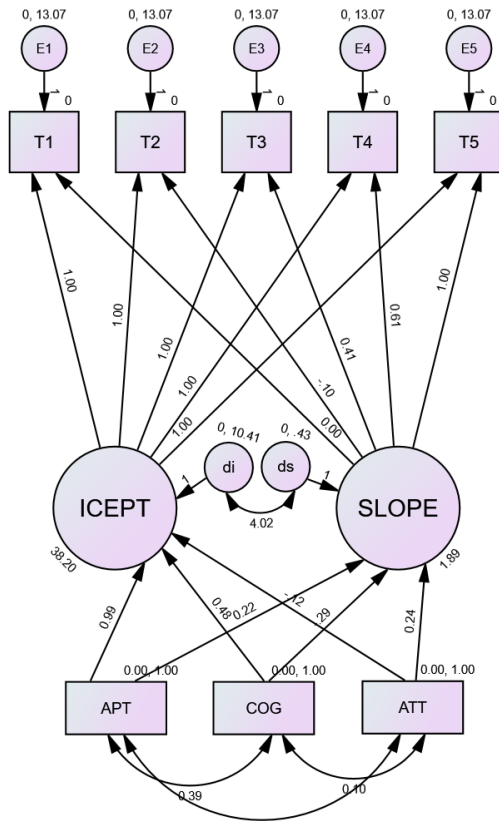 0, 13.07 0, 13.07 0, 13.07 0, 13.07 0, 13.07
E1 E2 E3 E4 E5
1 0 1 0 1 0 1 0 1 0
T1 T2 T3 T4 T5
1.00 1.00 1.00 1.00 1.00 0.00 -.10 0.41 0.61 1.00
0, 10.41 0, .43
di ds
1 1
4.02
ICEPT SLOPE
38.20 1.89
0.99 0.22 0.48 .29 -.12 0.24
0.00, 1.00 0.00, 1.00
APT COG ATT
0.39 0.10